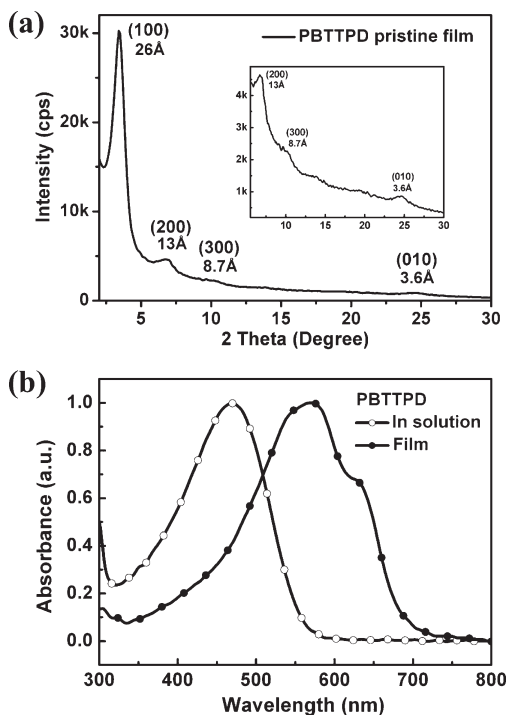 (a)
PBTTPD pristine film
(100)
26Å
(200)
13Å
(300)
8.7Å
(010)
3.6Å
Intensity (cps)
30k
20k
10k
0
5
10
15
20
25
30
2 Theta (Degree)
(200)
13Å
(300)
8.7Å
(010)
3.6Å
4k
3k
2k
1k
10
15
20
25
30
(b)
PBTTPD
In solution
Film
Absorbance (a.u.)
1.0
0.8
0.6
0.4
0.2
0.0
300
400
500
600
700
800
Wavelength (nm)